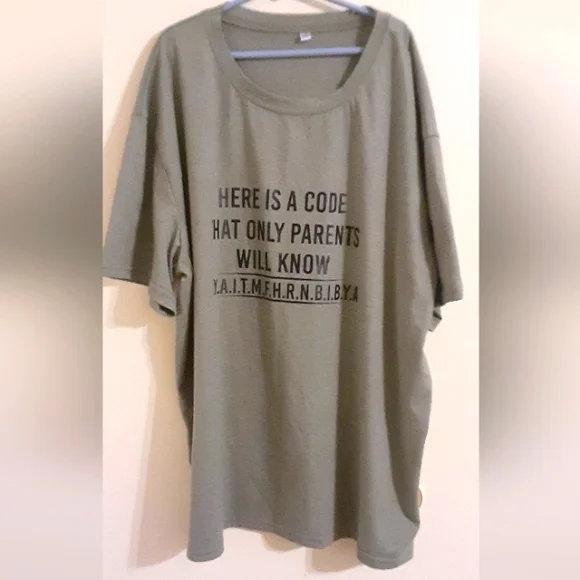 HERE IS A CODE
HAT ONLY PARENTS
WILL KNOW
Y.A.I.T.M.F.H.R.N.B.I.B.Y.A